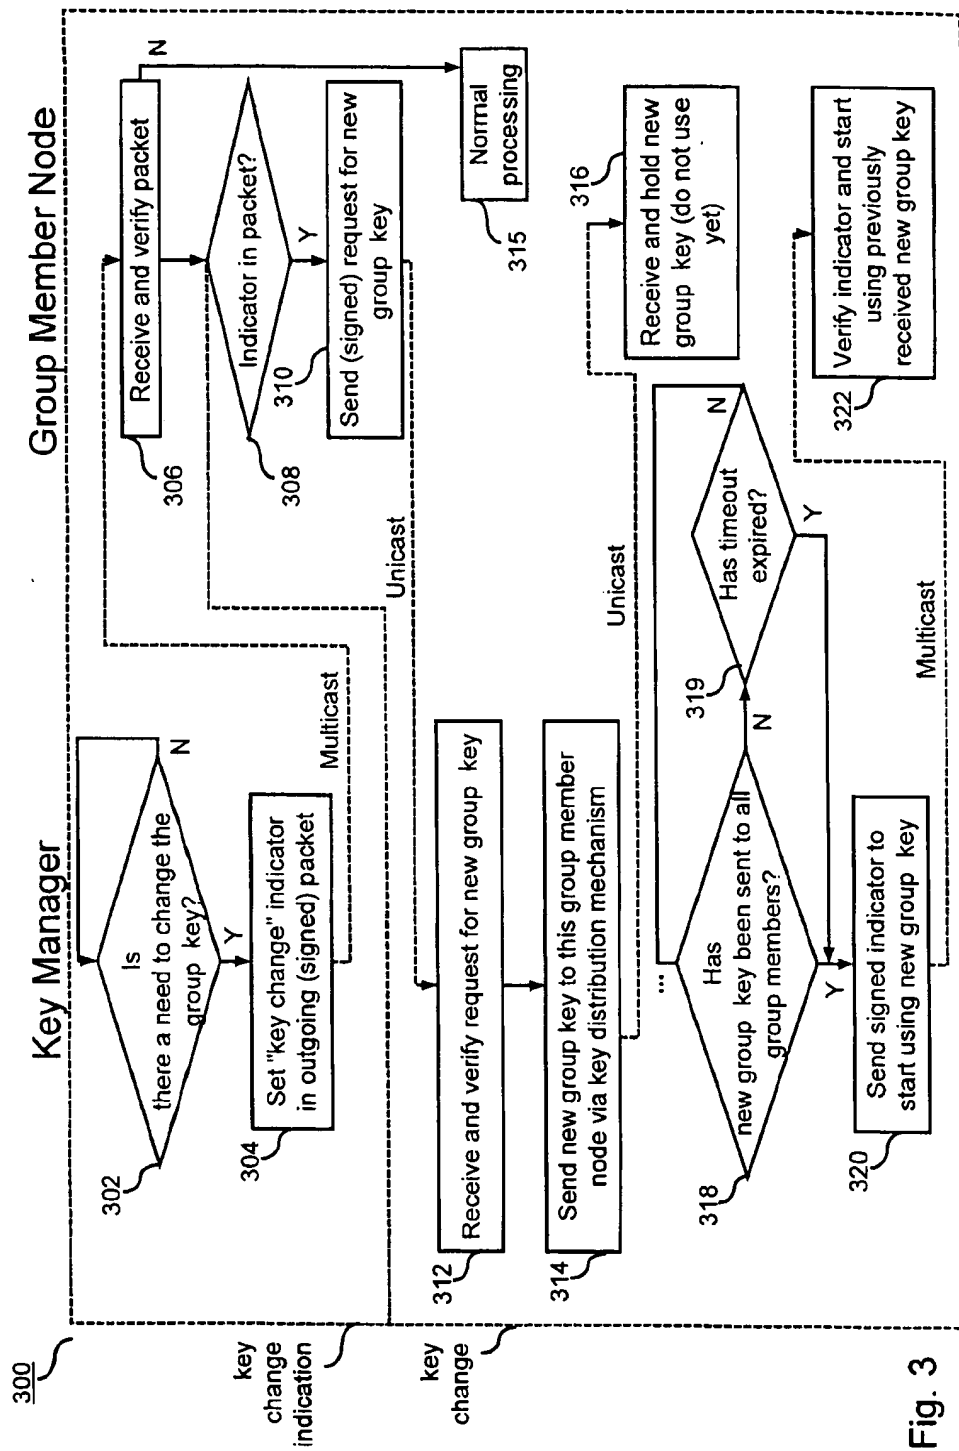 300
Key Manager
Group Member Node
key
change
indication
key
change
302
Is
there a need to change the
group key?
N
Y
304
Set "key change" indicator
in outgoing (signed) packet
Multicast
306
Receive and verify packet
N
308
Indicator in packet?
Y
310
Send (signed) request for new
group key
315
Normal
processing
Unicast
312
Receive and verify request for new group key
314
Send new group key to this group member
node via key distribution mechanism
Unicast
316
Receive and hold new
group key (do not use
yet)
...
318
Has
new group key been sent to all
group members?
N
Y
319
Has timeout
expired?
N
Y
320
Send signed indicator to
start using new group key
Multicast
322
Verify indicator and start
using previously
received new group key
Fig. 3